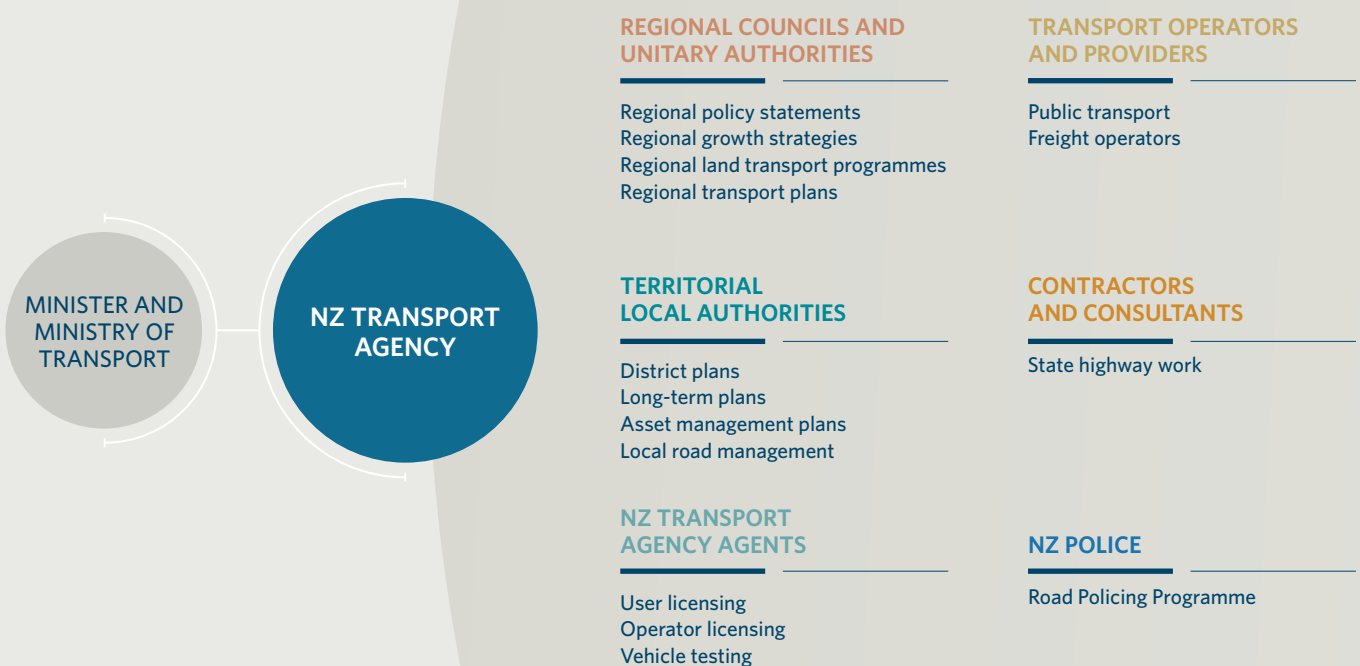 MINISTER AND
MINISTRY OF
TRANSPORT
NZ TRANSPORT
AGENCY
REGIONAL COUNCILS AND
UNITARY AUTHORITIES
Regional policy statements
Regional growth strategies
Regional land transport programmes
Regional transport plans
TRANSPORT OPERATORS
AND PROVIDERS
Public transport
Freight operators
TERRITORIAL
LOCAL AUTHORITIES
District plans
Long-term plans
Asset management plans
Local road management
CONTRACTORS
AND CONSULTANTS
State highway work
NZ TRANSPORT
AGENCY AGENTS
User licensing
Operator licensing
Vehicle testing
NZ POLICE
Road Policing Programme